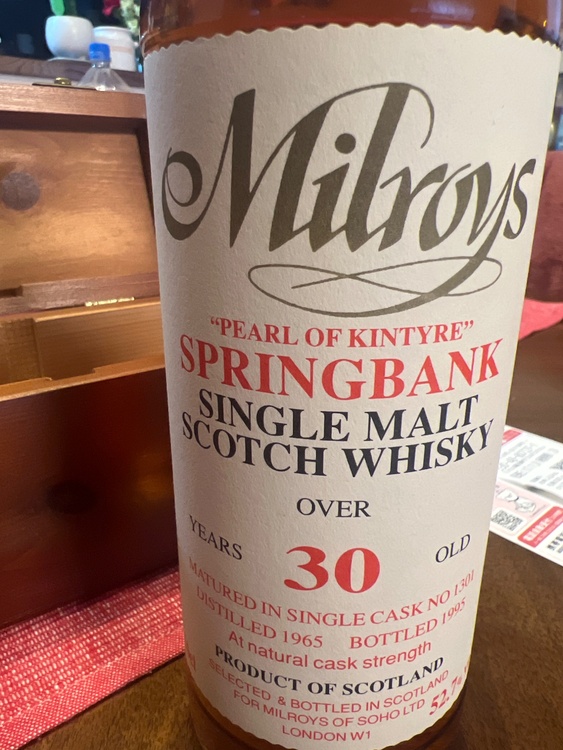 Milroys
"PEARL OF KINTYRE"
SPRINGBANK
SINGLE MALT
SCOTCH WHISKY
OVER
YEARS 30 OLD
MATURED IN SINGLE CASK NO 1301
DISTILLED 1965 BOTTLED 1995
At natural cask strength
PRODUCT OF SCOTLAND
SELECTED & BOTTLED IN SCOTLAND
FOR MILROYS OF SOHO LTD
LONDON W1
52.7%